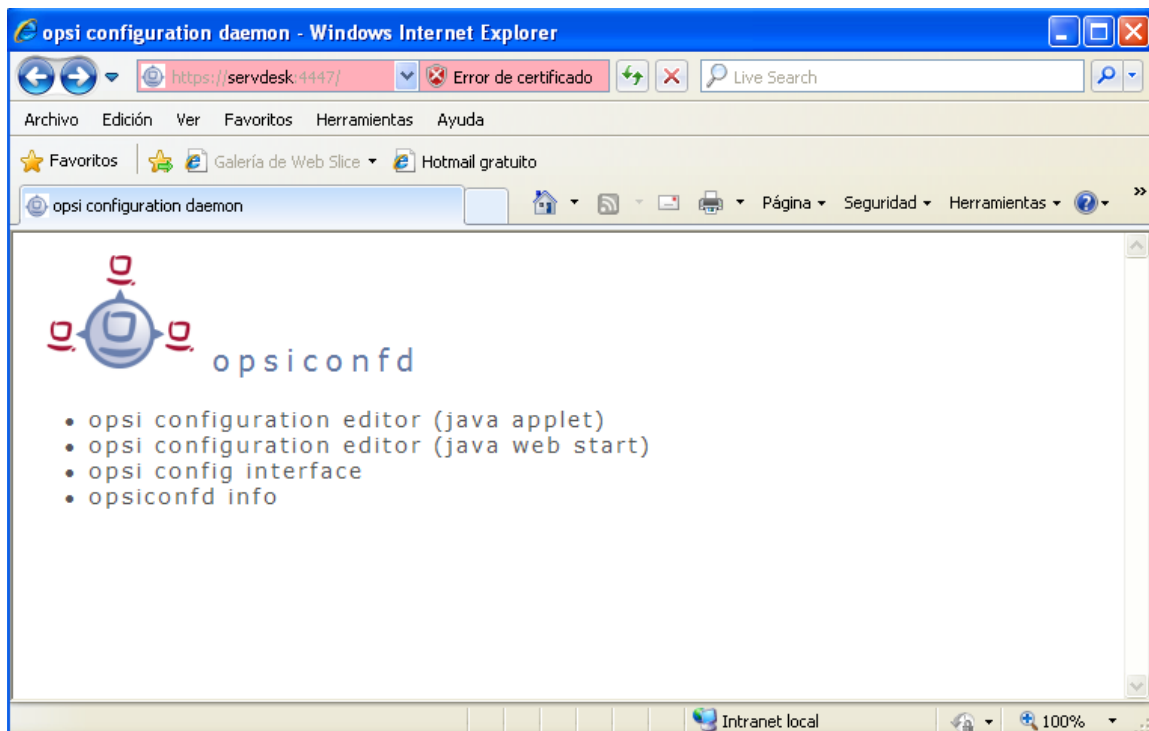 opsi configuration daemon - Windows Internet Explorer
https://servdesk:4447/ Error de certificado Live Search
Archivo Edición Ver Favoritos Herramientas Ayuda
Favoritos Galería de Web Slice Hotmail gratuito
opsi configuration daemon Página Seguridad Herramientas
opsiconfd
opsi configuration editor (java applet)
opsi configuration editor (java web start)
opsi config interface
opsiconfd info
Intranet local 100%